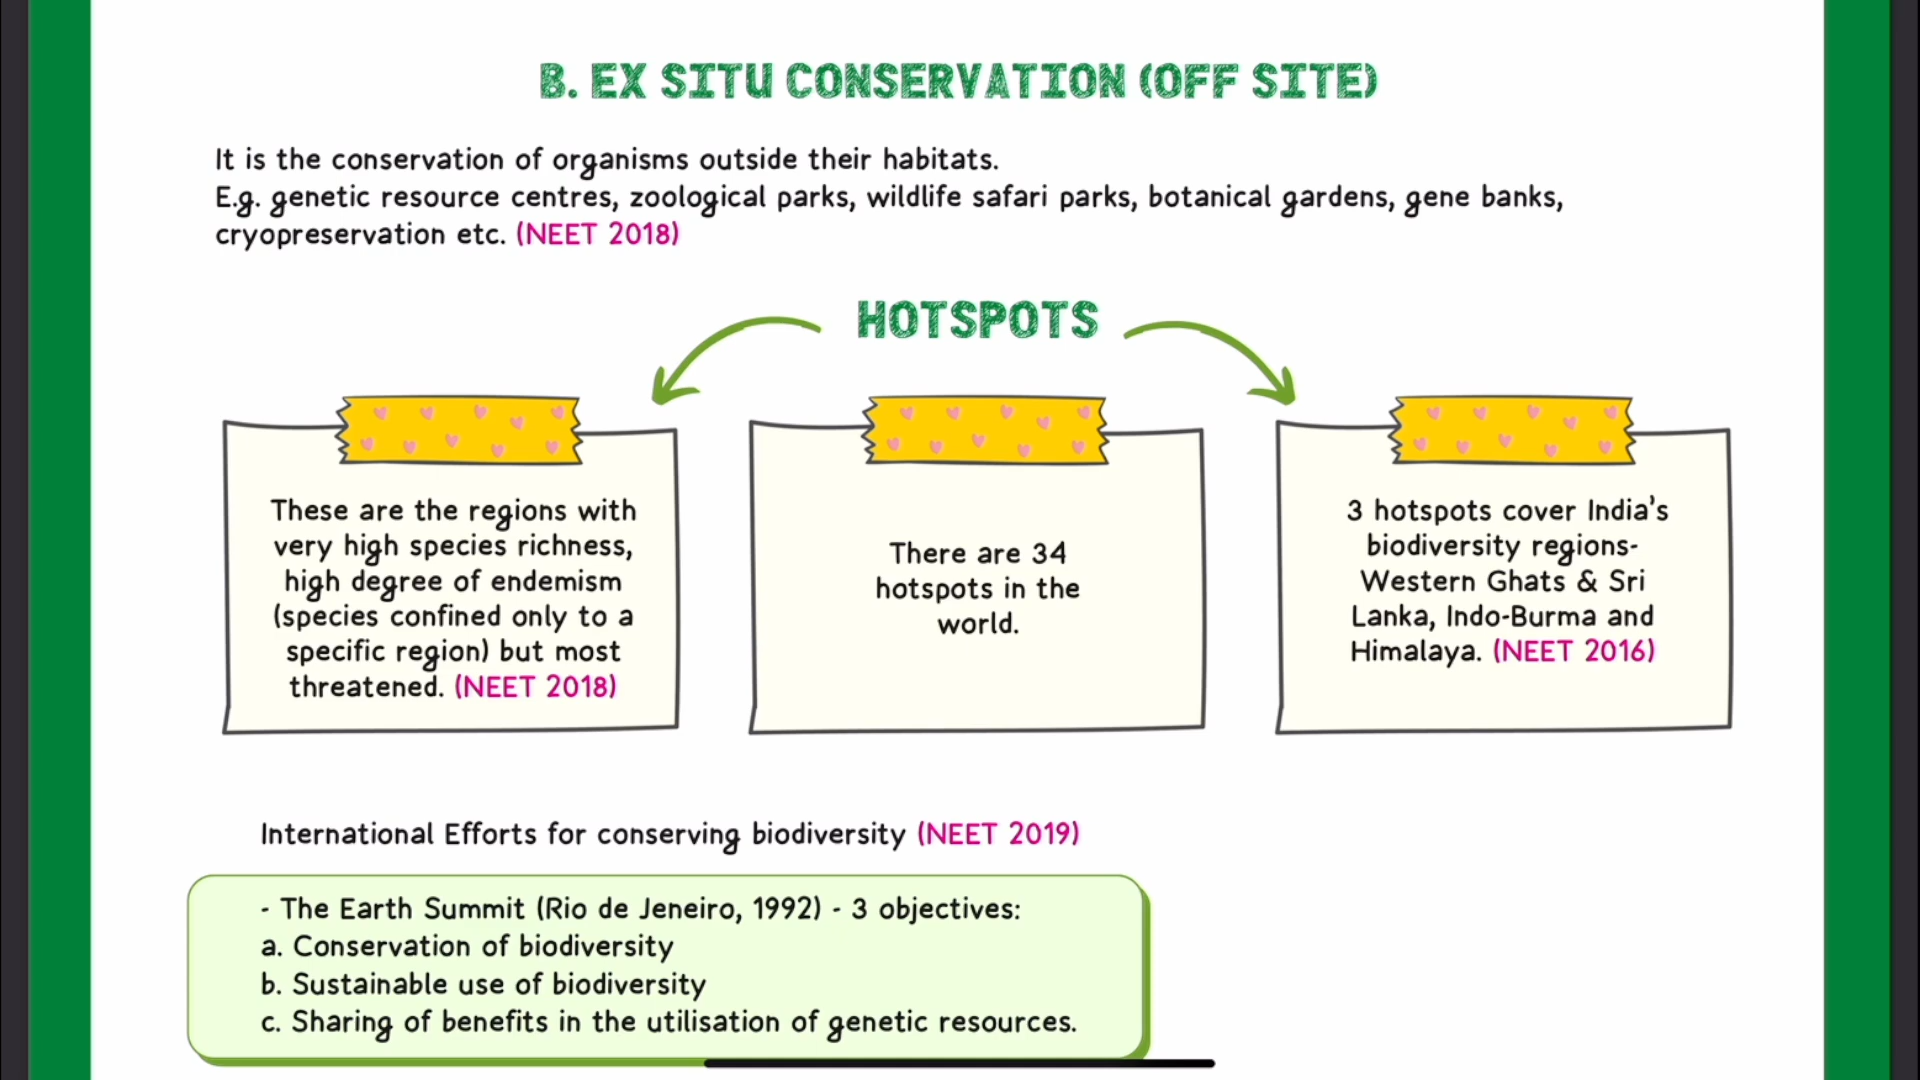 B. EX SITU CONSERVATION (OFF SITE)
It is the conservation of organisms outside their habitats.
E.g. genetic resource centres, zoological parks, wildlife safari parks, botanical gardens, gene banks,
cryopreservation etc. (NEET 2018)
HOTSPOTS
These are the regions with
very high species richness,
high degree of endemism
(species confined only to a
specific region) but most
threatened. (NEET 2018)
There are 34
hotspots in the
world.
3 hotspots cover India's
biodiversity regions-
Western Ghats & Sri
Lanka, Indo-Burma and
Himalaya. (NEET 2016)
International Efforts for conserving biodiversity (NEET 2019)
- The Earth Summit (Rio de Jeneiro, 1992) - 3 objectives:
a. Conservation of biodiversity
b. Sustainable use of biodiversity
c. Sharing of benefits in the utilisation of genetic resources.